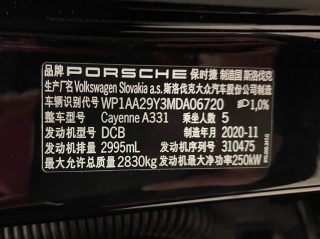 品牌 PORSCHE 保时捷 制造国 斯洛伐克
生产厂名 Volkswagen Slovakia a.s. 斯洛伐克大众汽车股份公司制造
车辆识别代号 WP1AA29Y3MDA06720 1,0%
整车型号 Cayenne A331 乘坐人数 5
发动机型号 DCB 制造年月 2020-11
发动机排量 2995mL 发动机序列号 310475
最大允许总质量 2830kg 发动机最大净功率 250kW